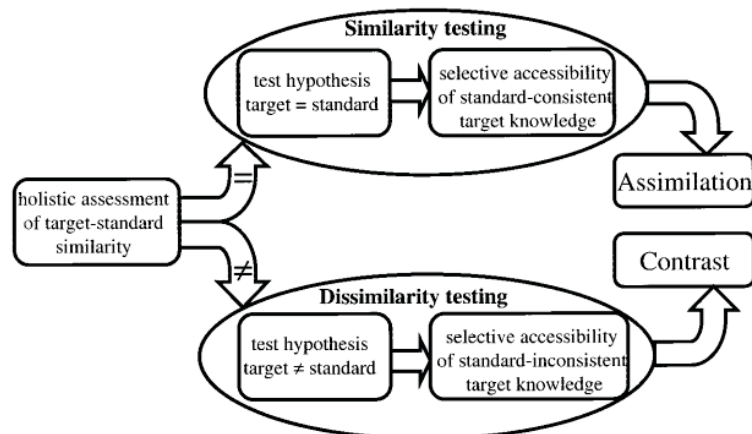 Similarity testing
test hypothesis
target = standard
selective accessibility
of standard-consistent
target knowledge
Assimilation
holistic assessment
of target-standard
similarity
=
≠
Contrast
Dissimilarity testing
test hypothesis
target ≠ standard
selective accessibility
of standard-inconsistent
target knowledge